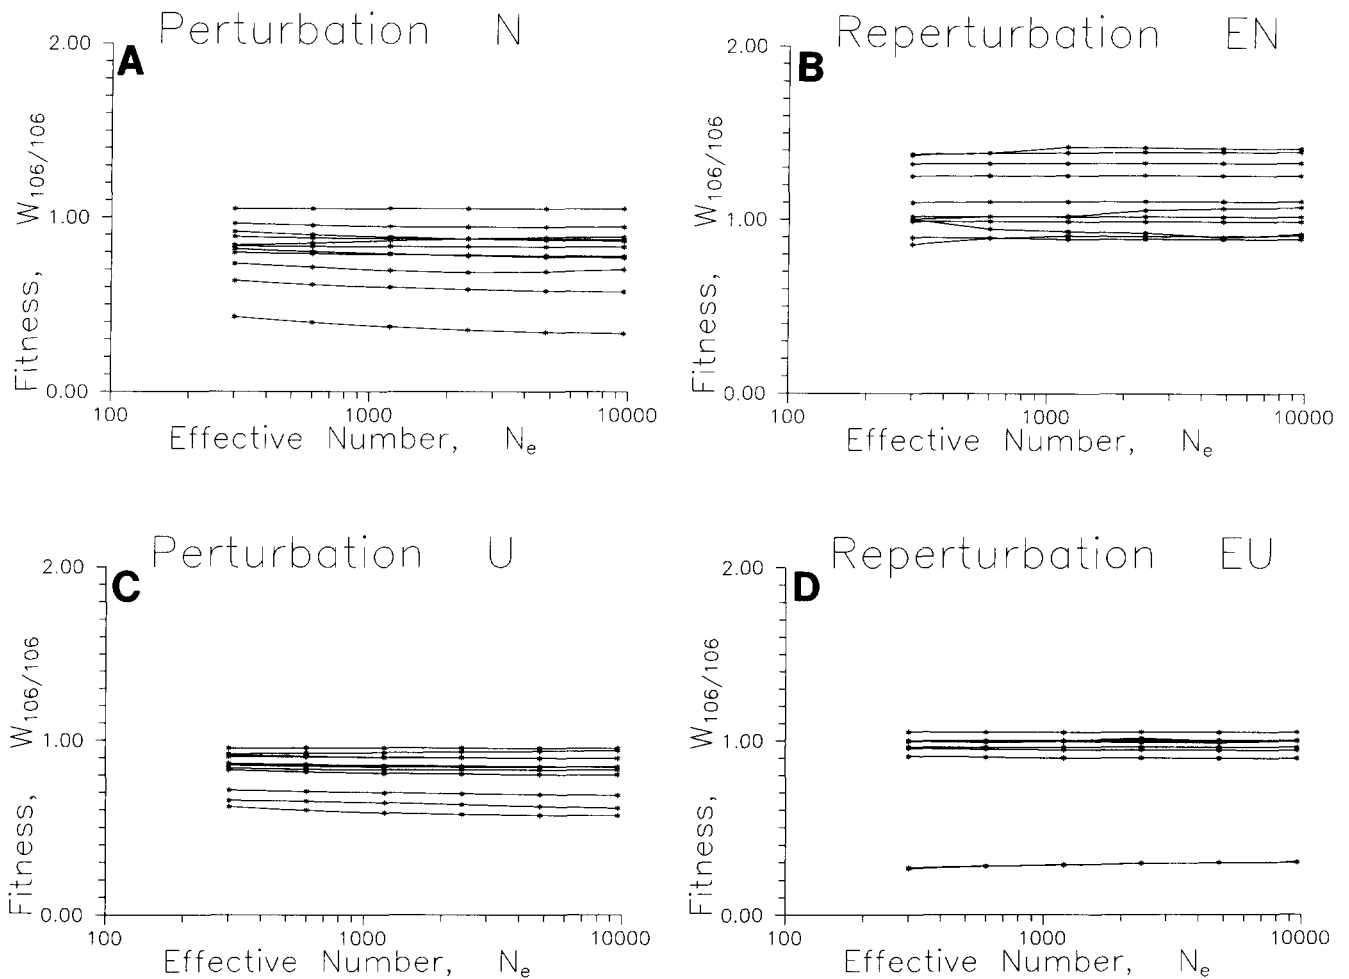 Perturbation N
A
2.00
1.00
0.00
Fitness, W106/106
100 1000 10000
Effective Number, Ne
Reperturbation EN
B
2.00
1.00
0.00
Fitness, W106/106
100 1000 10000
Effective Number, Ne
Perturbation U
C
2.00
1.00
0.00
Fitness, W106/106
100 1000 10000
Effective Number, Ne
Reperturbation EU
D
2.00
1.00
0.00
Fitness, W106/106
100 1000 10000
Effective Number, Ne